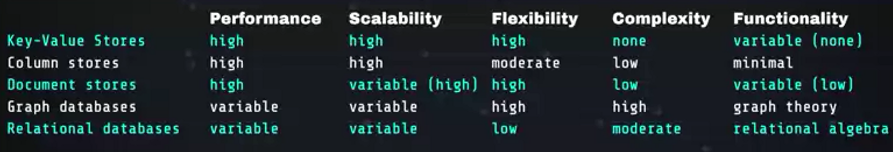 Performance Scalability Flexibility Complexity Functionality
Key-Value Stores high high high none variable (none)
Column stores high high moderate low minimal
Document stores high variable (high) high low variable (low)
Graph databases variable variable high high graph theory
Relational databases variable variable low moderate relational algebra